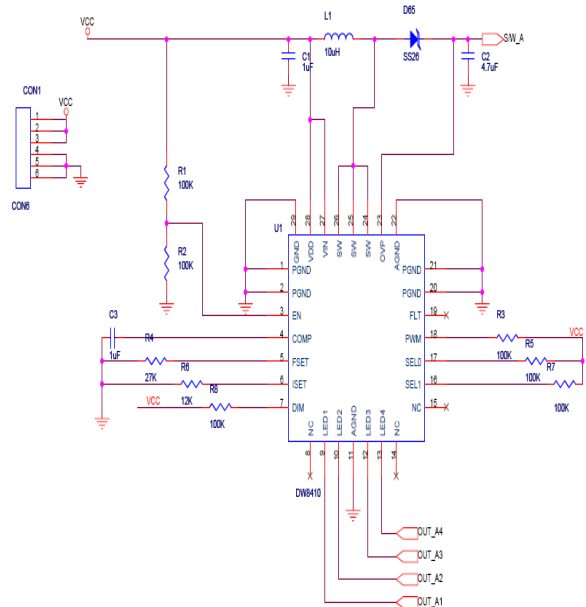 VCC
L1
10uH
D65
SS26
S/W_A
C1
1uF
C2
4.7uF
CON1
VCC
1
2
3
4
5
6
CON6
R1
100K
R2
100K
U1
29
28
27
26
25
24
23
22
GND
VDD
VIN
SW
SW
SW
OVP
AGND
1
PGND
PGND
21
2
PGND
PGND
20
3
EN
FLT
19
4
COMP
PWM
18
5
FSET
SEL0
17
6
ISET
SEL1
16
7
DIM
NC
15
C3
1uF
R4
27K
R6
12K
R8
100K
VCC
R3
100K
VCC
R5
100K
R7
100K
NC
LED1
LED2
AGND
LED3
LED4
NC
8
9
10
11
12
13
14
DW8410
OUT_A4
OUT_A3
OUT_A2
OUT_A1